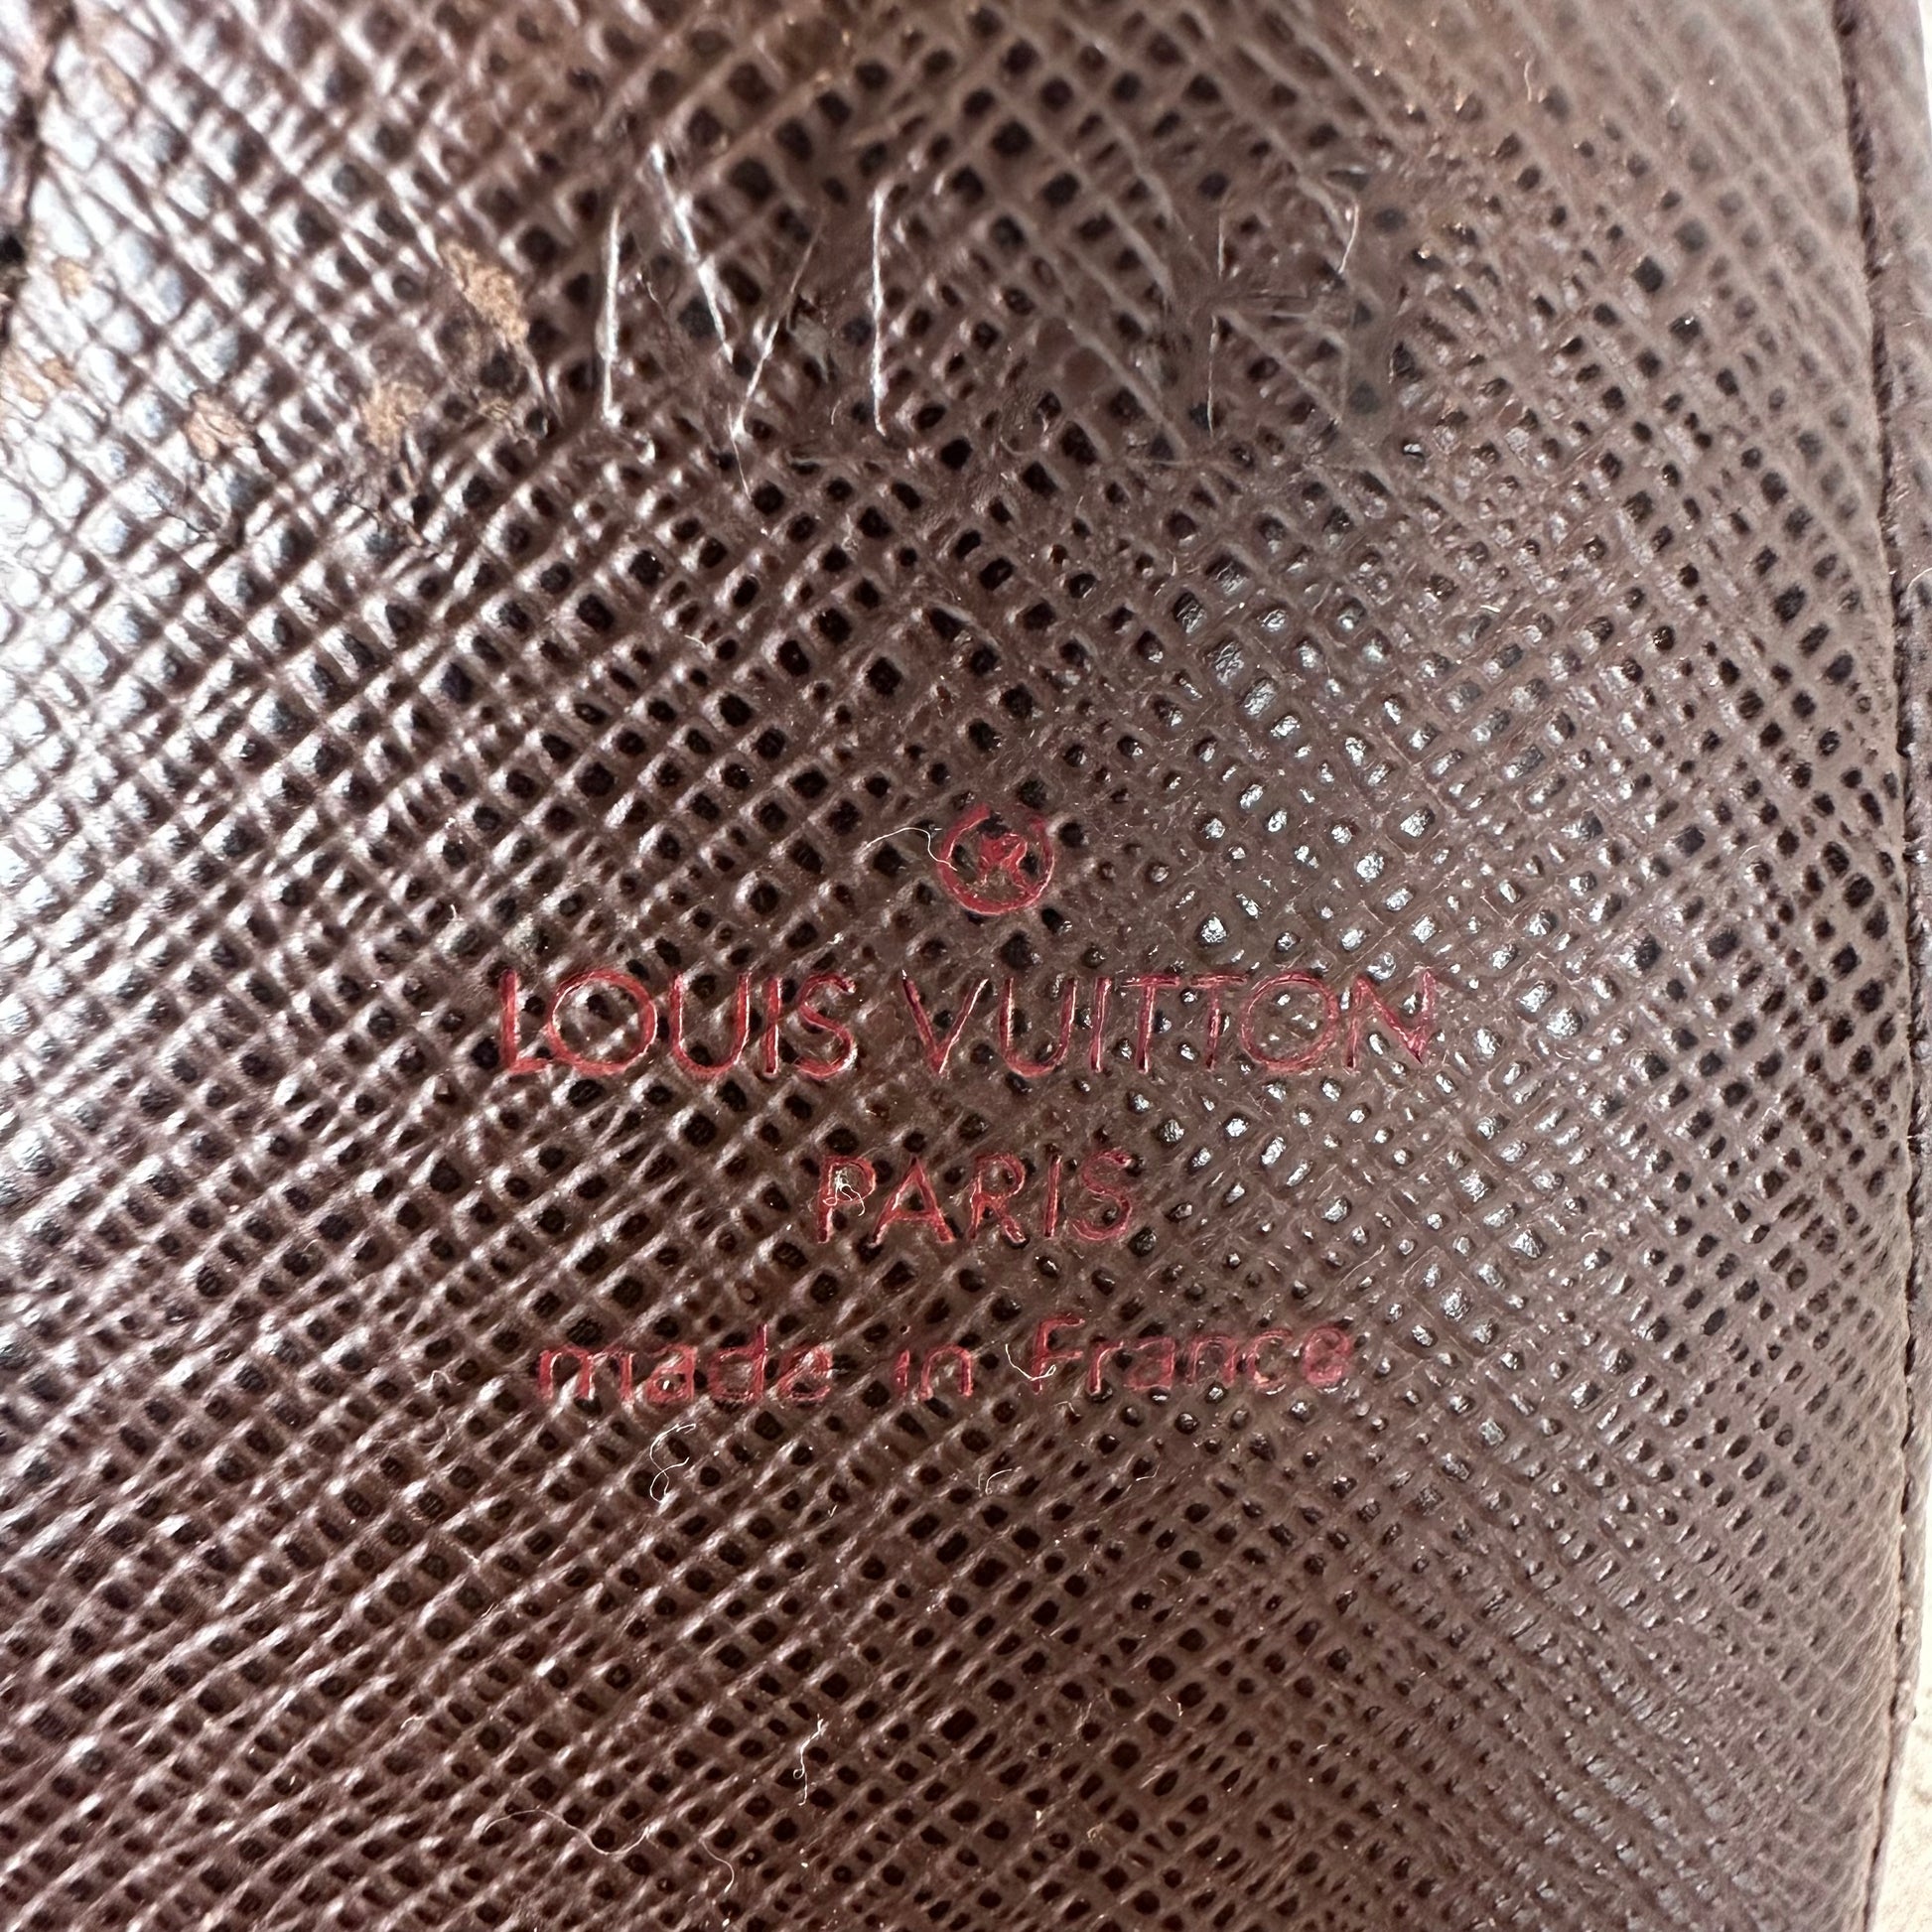 M R
®
LOUIS VUITTON
PARIS
made in France